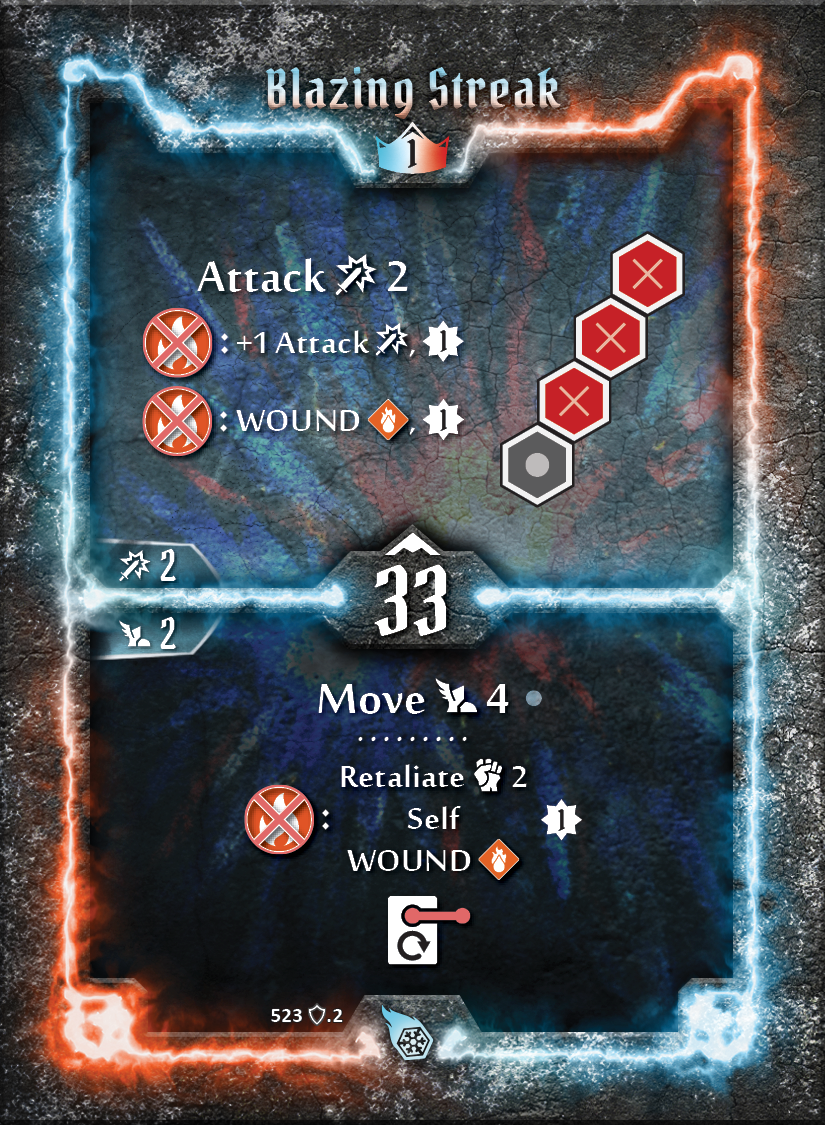 Blazing Streak
1
Attack 2
: +1 Attack , 1
: WOUND , 1
2
33
2
Move 4
Retaliate 2
: Self 1
WOUND
523 .2